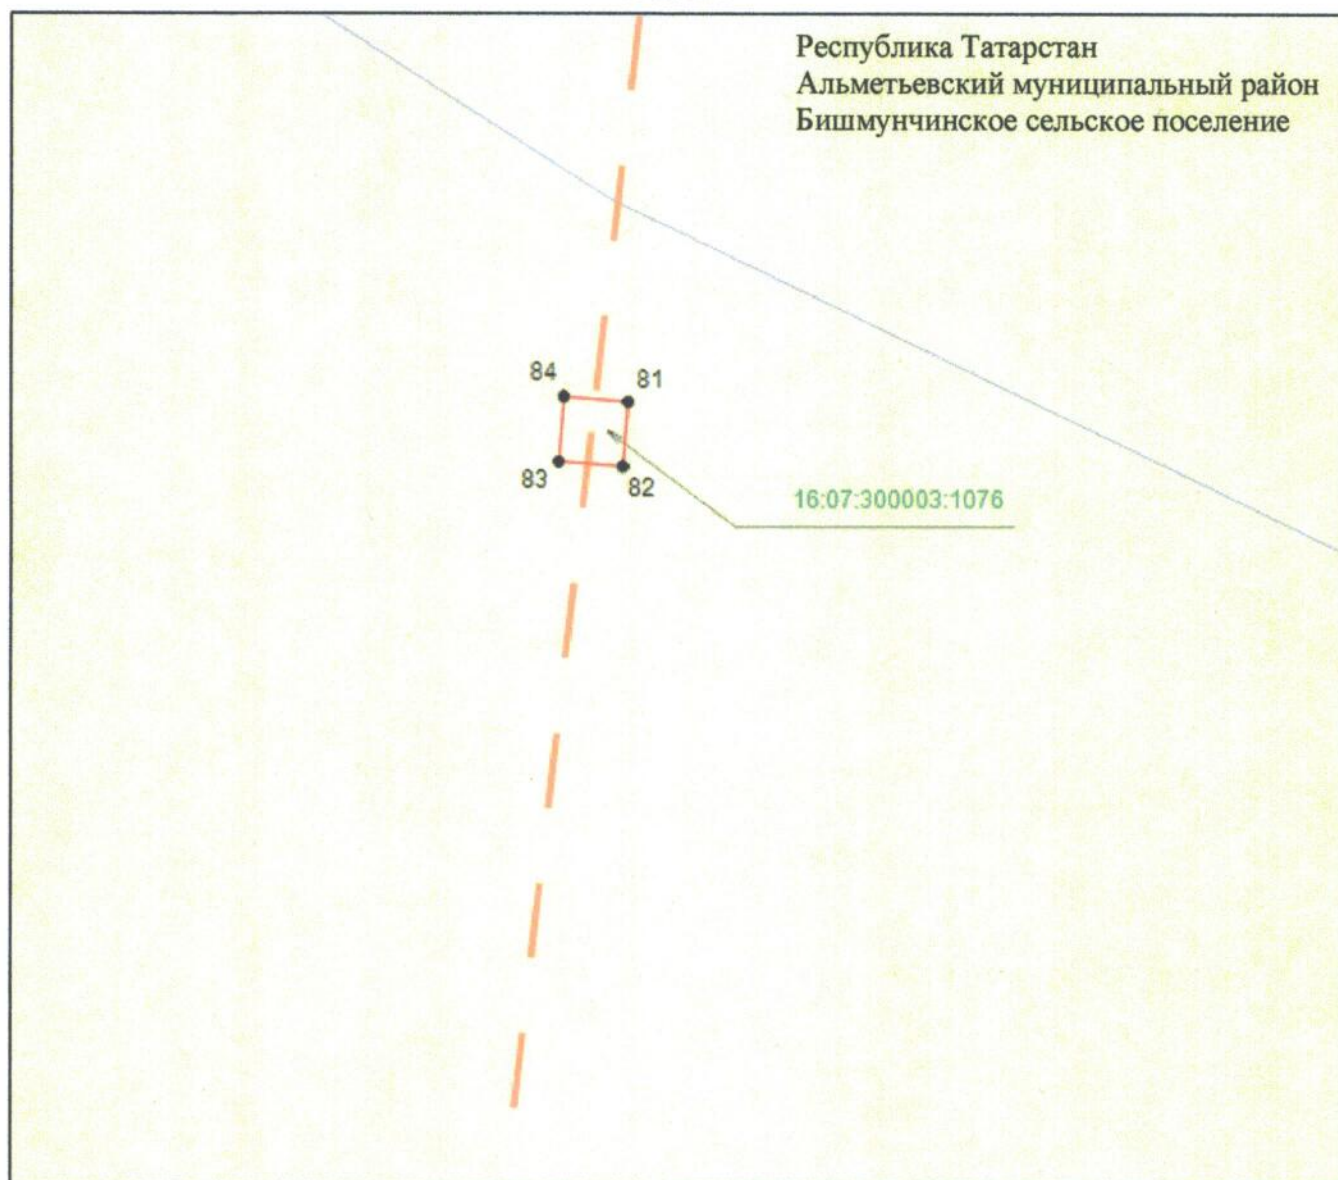 Республика Татарстан
Альметьевский муниципальный район
Бишмунчинское сельское поселение
84
81
83
82
16:07:300003:1076